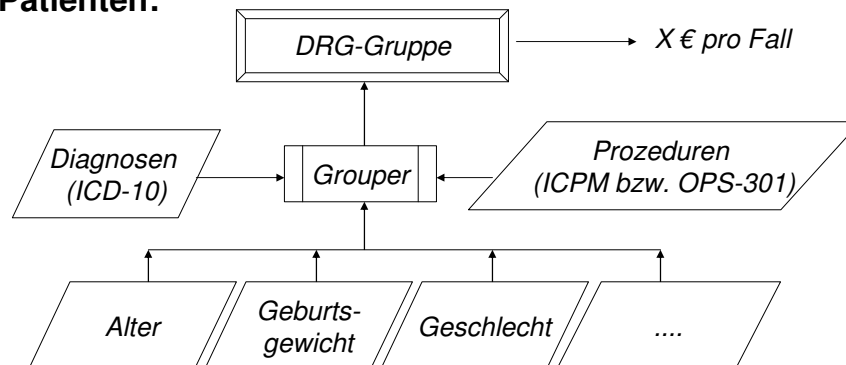 Patienten:
DRG-Gruppe
X € pro Fall
Diagnosen
(ICD-10)
Grouper
Prozeduren
(ICPM bzw. OPS-301)
Alter
Geburts-
gewicht
Geschlecht
....